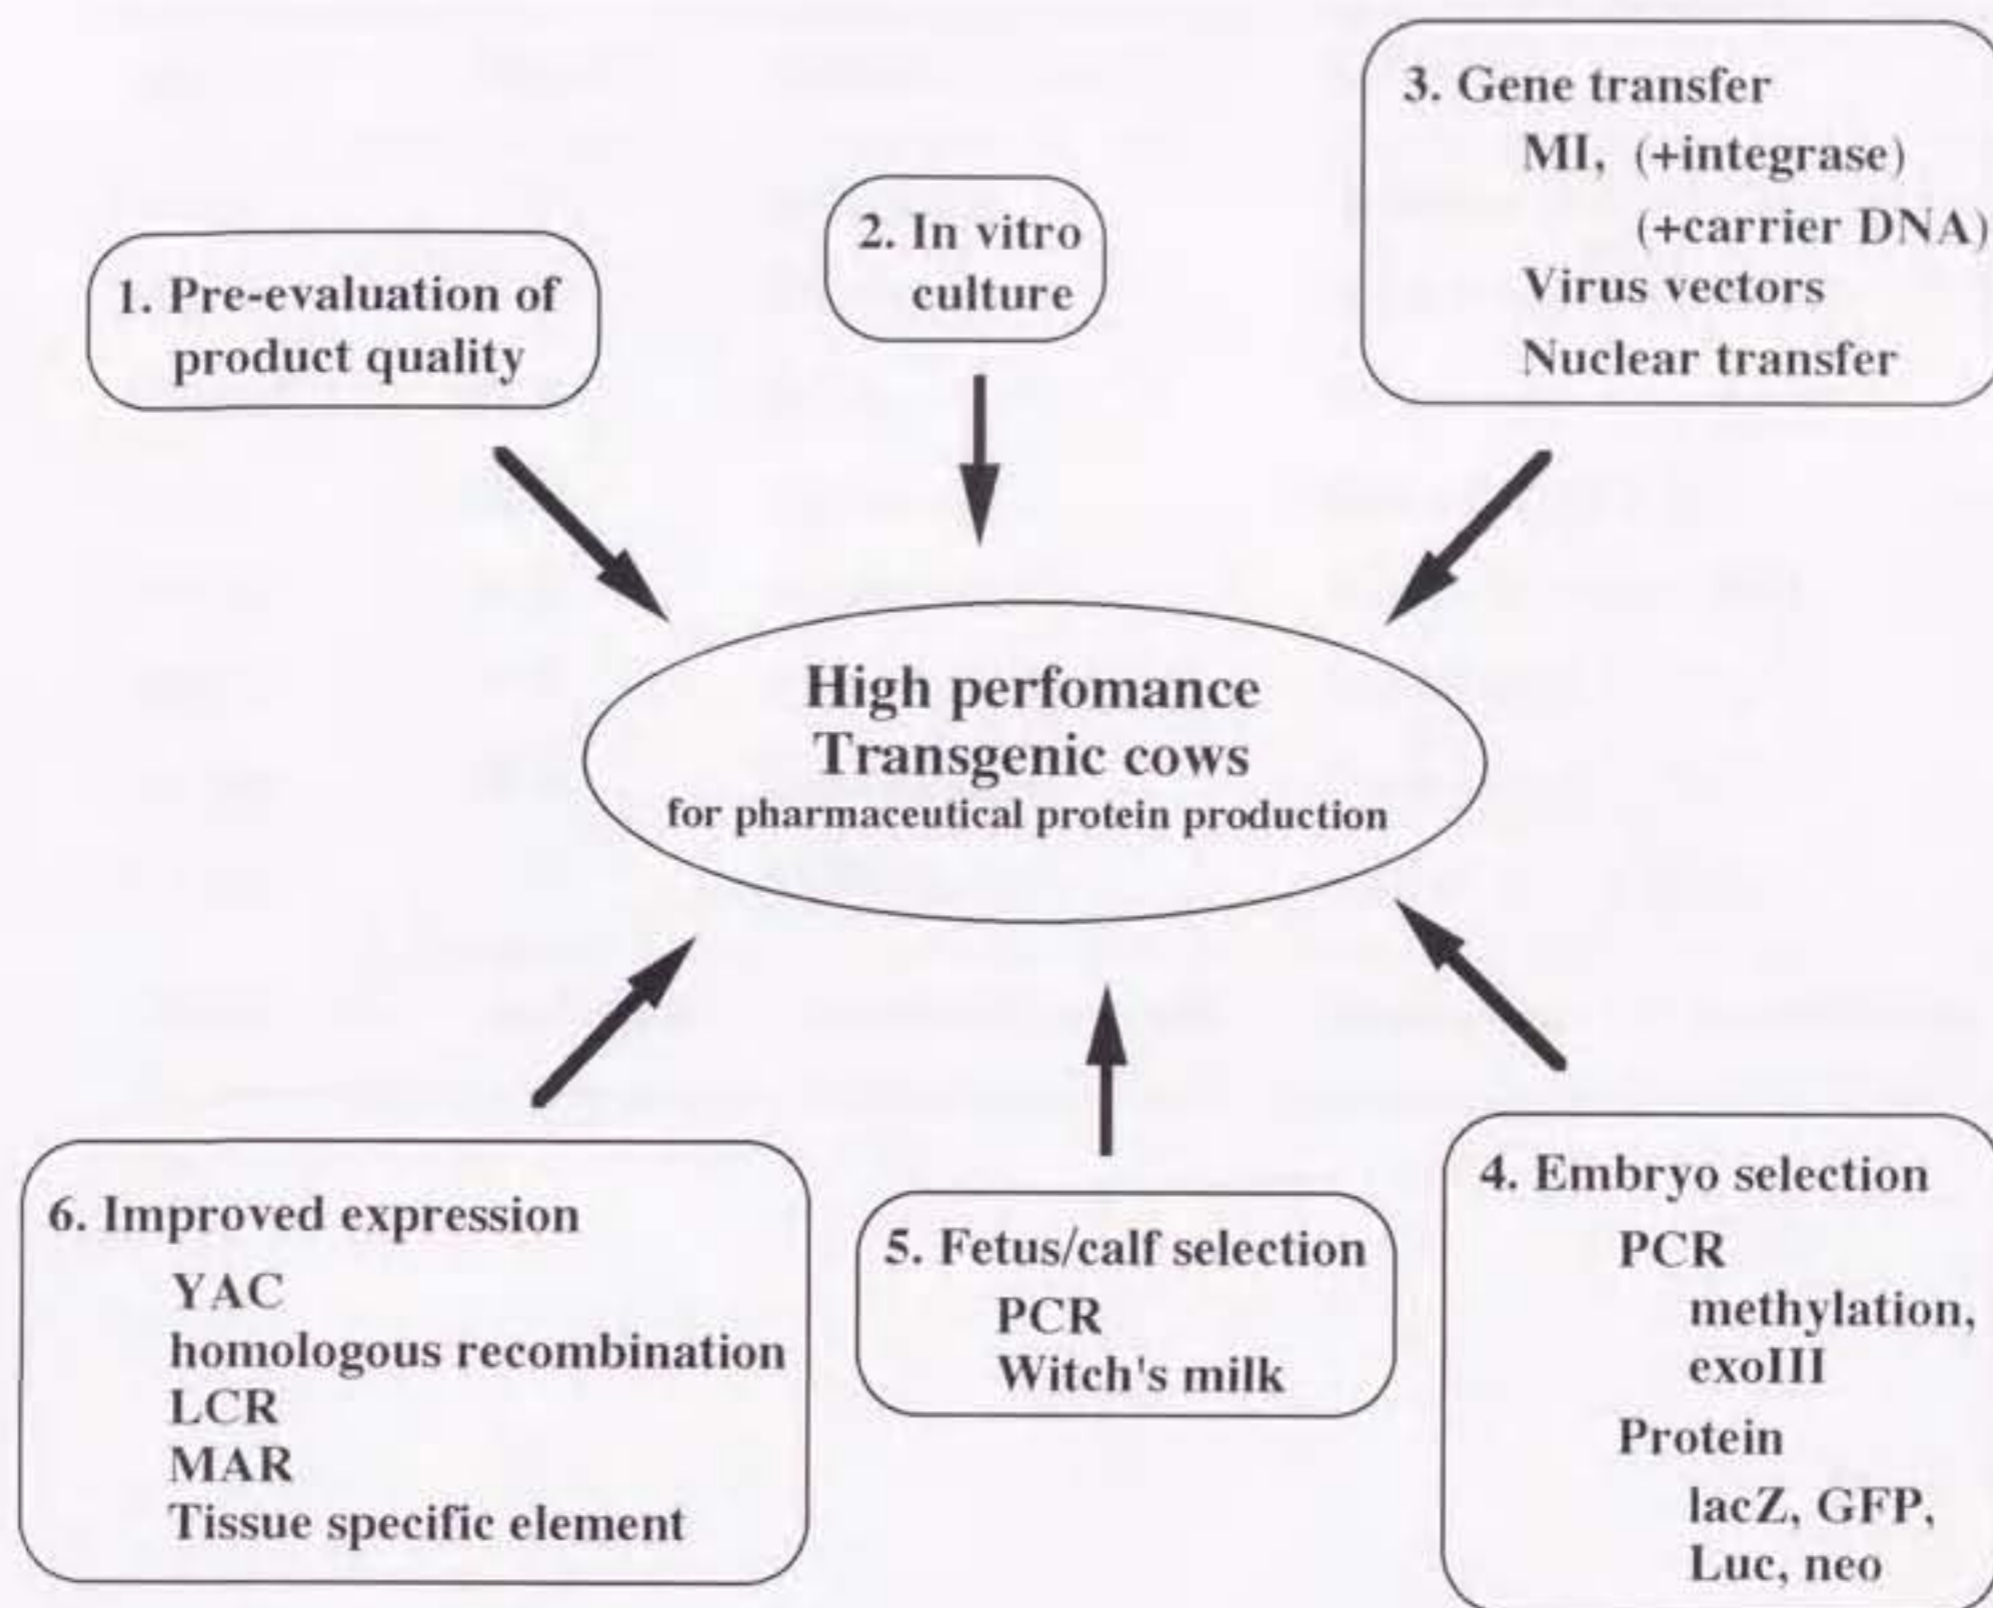 1. Pre-evaluation of
product quality
2. In vitro
culture
3. Gene transfer
MI, (+integrase)
(+carrier DNA)
Virus vectors
Nuclear transfer
High perfomance
Transgenic cows
for pharmaceutical protein production
6. Improved expression
YAC
homologous recombination
LCR
MAR
Tissue specific element
5. Fetus/calf selection
PCR
Witch's milk
4. Embryo selection
PCR
methylation,
exoIII
Protein
lacZ, GFP,
Luc, neo